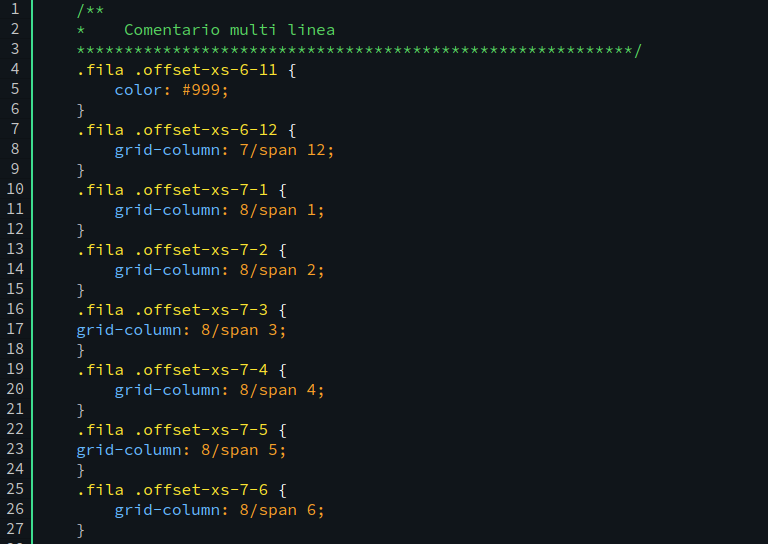 1 /**
2 *    Comentario multi linea
3 **********************************************************/
4 .fila .offset-xs-6-11 {
5     color: #999;
6 }
7 .fila .offset-xs-6-12 {
8     grid-column: 7/span 12;
9 }
10 .fila .offset-xs-7-1 {
11     grid-column: 8/span 1;
12 }
13 .fila .offset-xs-7-2 {
14     grid-column: 8/span 2;
15 }
16 .fila .offset-xs-7-3 {
17 grid-column: 8/span 3;
18 }
19 .fila .offset-xs-7-4 {
20     grid-column: 8/span 4;
21 }
22 .fila .offset-xs-7-5 {
23 grid-column: 8/span 5;
24 }
25 .fila .offset-xs-7-6 {
26     grid-column: 8/span 6;
27 }